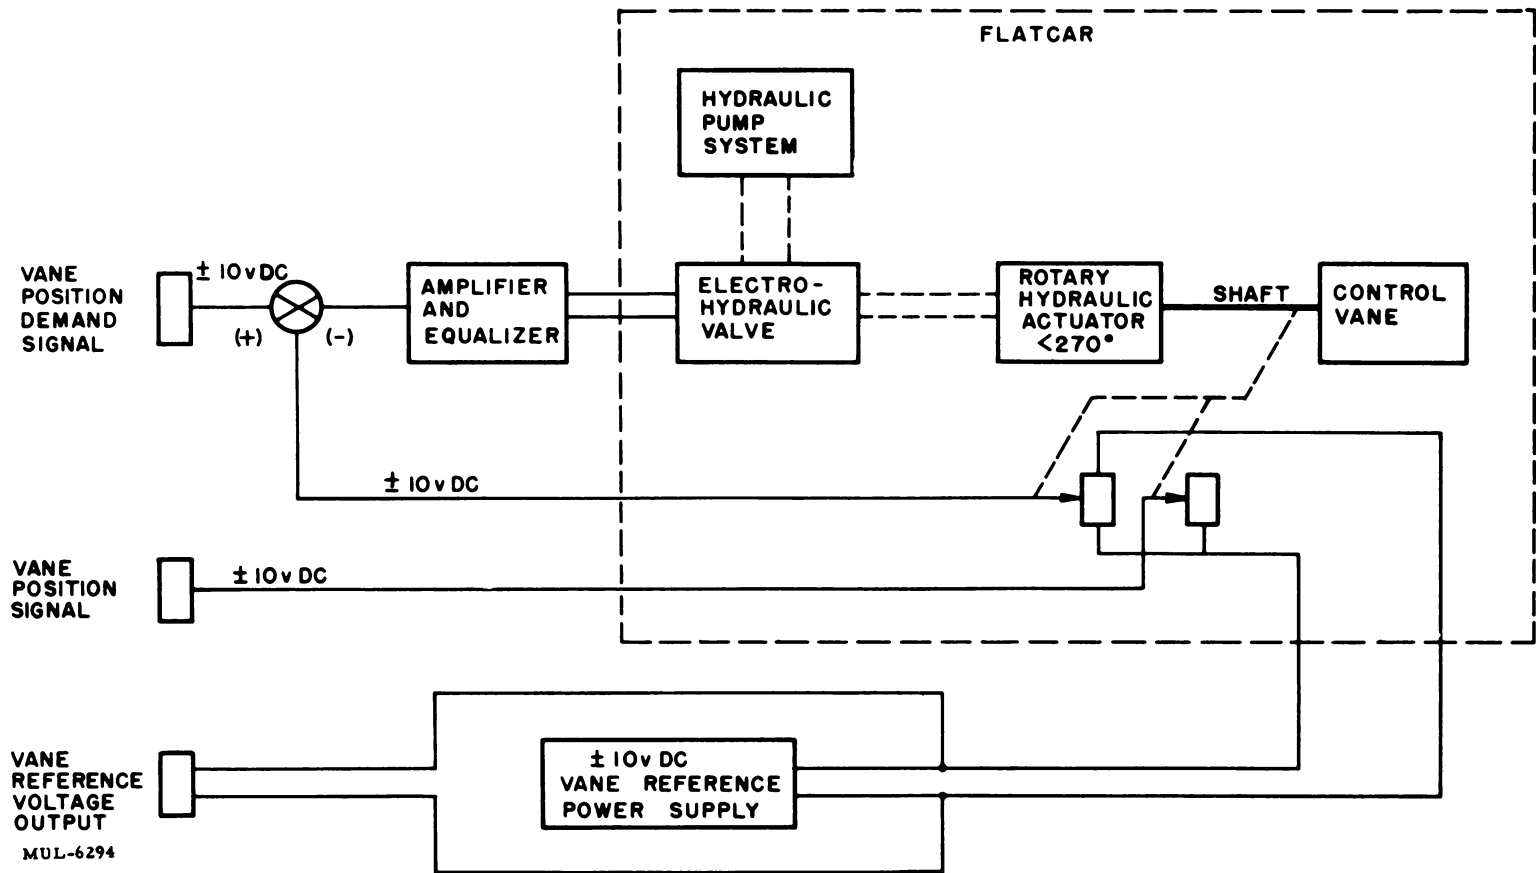 FLATCAR
HYDRAULIC
PUMP
SYSTEM
VANE
POSITION
DEMAND
SIGNAL
± 10 v DC
(+)
(-)
AMPLIFIER
AND
EQUALIZER
ELECTRO-
HYDRAULIC
VALVE
ROTARY
HYDRAULIC
ACTUATOR
<270°
SHAFT
CONTROL
VANE
± 10 v DC
VANE
POSITION
SIGNAL
± 10 v DC
VANE
REFERENCE
VOLTAGE
OUTPUT
± 10 v DC
VANE REFERENCE
POWER SUPPLY
MUL-6294